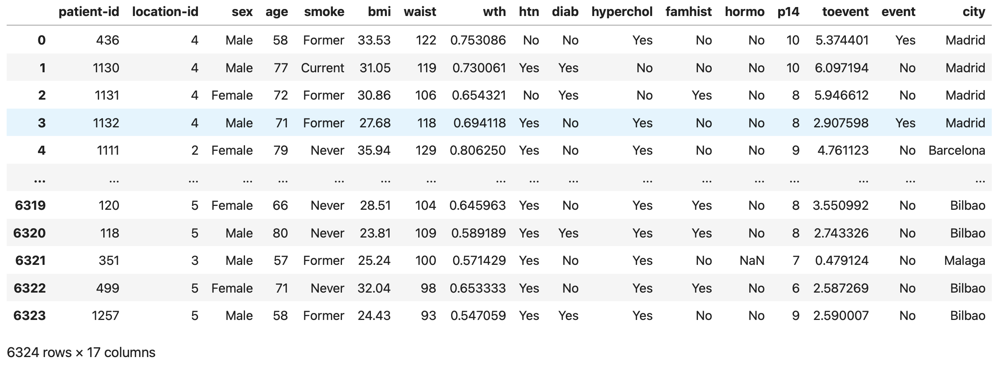 patient-id location-id sex age smoke bmi waist wth htn diab hyperchol famhist hormo p14 toevent event city
0 436 4 Male 58 Former 33.53 122 0.753086 No No Yes No No 10 5.374401 Yes Madrid
1 1130 4 Male 77 Current 31.05 119 0.730061 Yes Yes No No No 10 6.097194 No Madrid
2 1131 4 Female 72 Former 30.86 106 0.654321 No Yes No Yes No 8 5.946612 No Madrid
3 1132 4 Male 71 Former 27.68 118 0.694118 Yes No Yes No No 8 2.907598 Yes Madrid
4 1111 2 Female 79 Never 35.94 129 0.806250 Yes No Yes No No 9 4.761123 No Barcelona
... ... ... ... ... ... ... ... ... ... ... ... ... ... ... ... ... ...
6319 120 5 Female 66 Never 28.51 104 0.645963 Yes No Yes Yes No 8 3.550992 No Bilbao
6320 118 5 Male 80 Never 23.81 109 0.589189 Yes Yes Yes Yes No 8 2.743326 No Bilbao
6321 351 3 Male 57 Former 25.24 100 0.571429 Yes No Yes No NaN 7 0.479124 No Malaga
6322 499 5 Female 71 Never 32.04 98 0.653333 Yes No Yes Yes No 6 2.587269 No Bilbao
6323 1257 5 Male 58 Former 24.43 93 0.547059 Yes Yes Yes No No 9 2.590007 No Bilbao
6324 rows × 17 columns